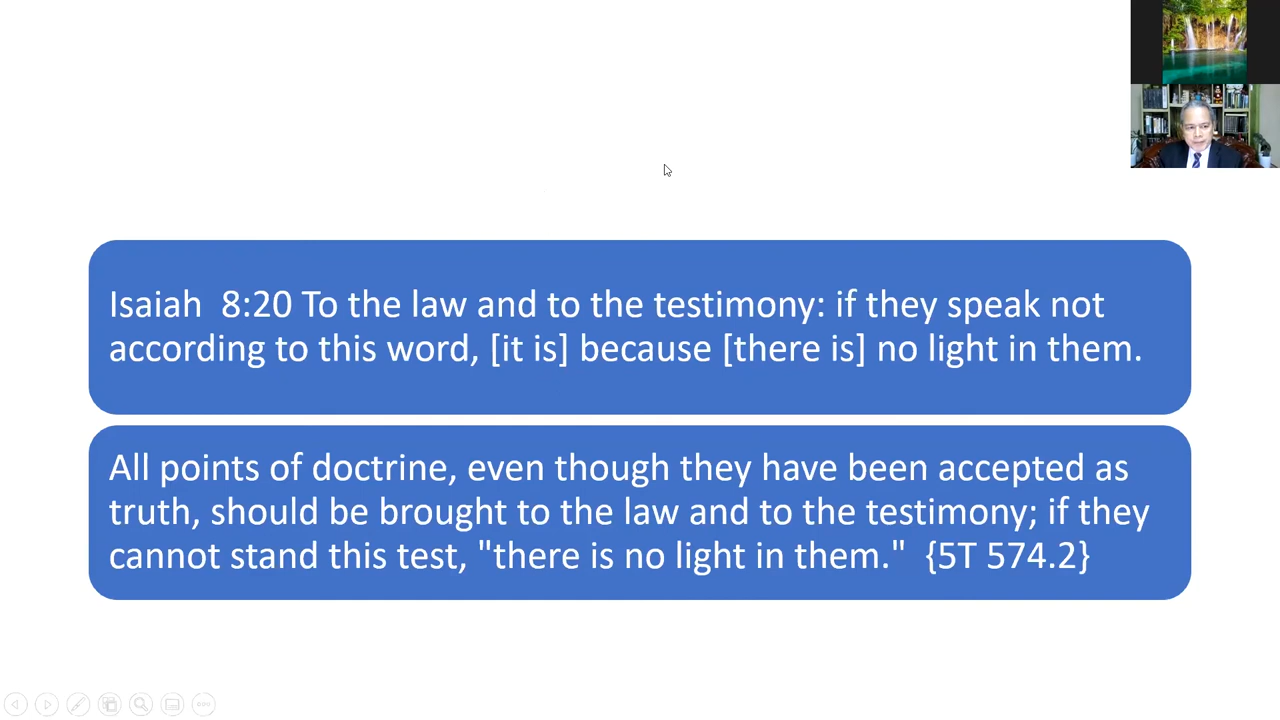 Isaiah  8:20 To the law and to the testimony: if they speak not
according to this word, [it is] because [there is] no light in them.
All points of doctrine, even though they have been accepted as
truth, should be brought to the law and to the testimony; if they
cannot stand this test, "there is no light in them."  {5T 574.2}